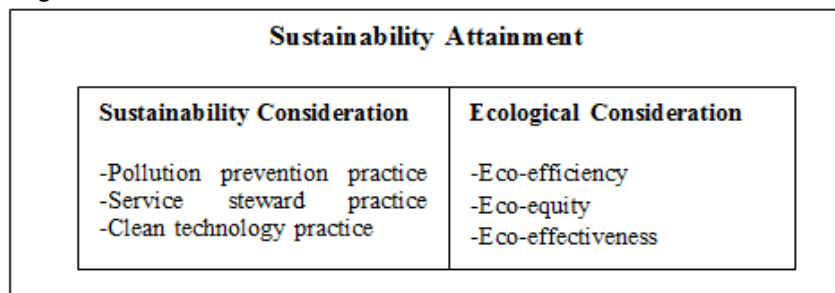 Sustainability Attainment
Sustainability Consideration
-Pollution prevention practice
-Service steward practice
-Clean technology practice
Ecological Consideration
-Eco-efficiency
-Eco-equity
-Eco-effectiveness